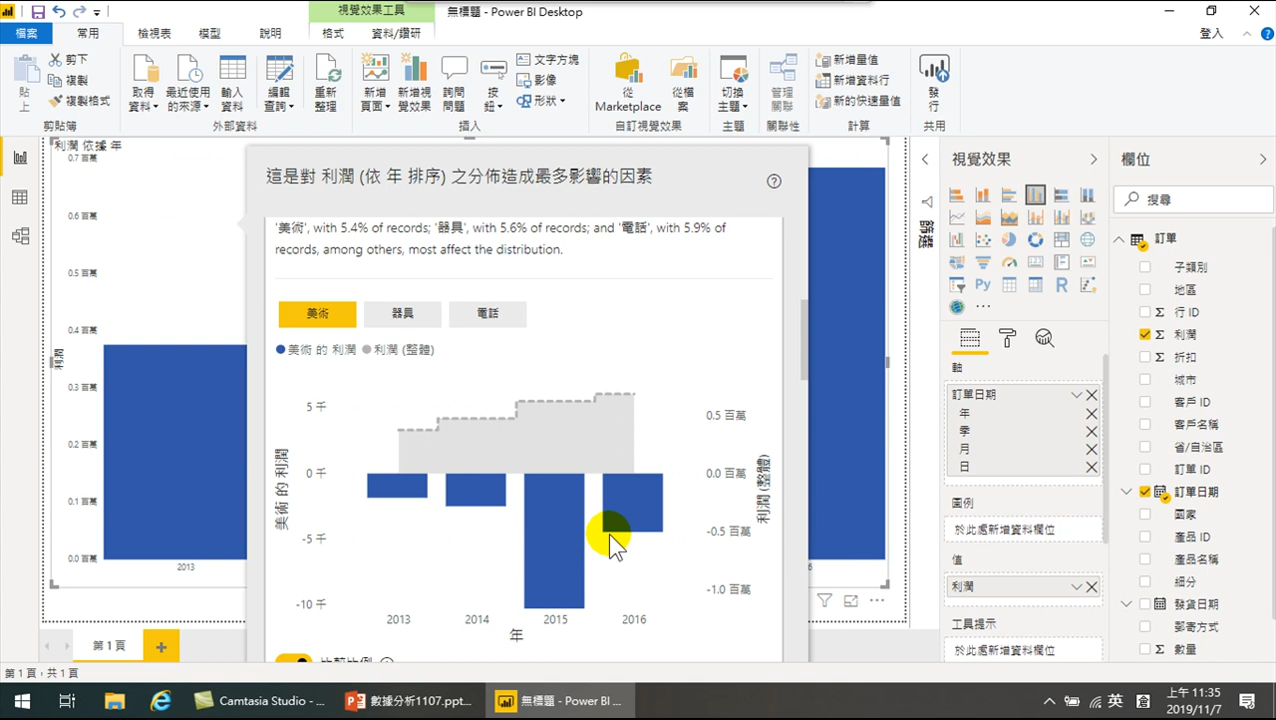 視覺效果工具
無標題 - Power BI Desktop
檔案 常用 檢視表 模型 說明 格式 資料/鑽研 登入
貼上
剪下
複製
複製格式
剪貼簿
取得資料
最近使用的來源
輸入資料
編輯查詢
重新整理
外部資料
新增頁面
新增視覺效果
詢問問題
按鈕
文字方塊
影像
形狀
插入
從 Marketplace
從檔案
自訂視覺效果
切換主題
主題
管理關聯
關聯性
新增量值
新增資料行
新的快速量值
計算
發行
共用
利潤 依據 年
0.7 百萬
0.6 百萬
0.5 百萬
0.4 百萬
0.3 百萬
0.2 百萬
0.1 百萬
0.0 百萬
利潤
2013
這是對 利潤 (依 年 排序) 之分佈造成最多影響的因素
'美術', with 5.4% of records; '器具', with 5.6% of records; and '電話', with 5.9% of
records, among others, most affect the distribution.
美術 器具 電話
美術 的 利潤 利潤 (整體)
5 千
0 千
-5 千
-10 千
美術 的 利潤
0.5 百萬
0.0 百萬
-0.5 百萬
-1.0 百萬
利潤 (整體)
2013 2014 2015 2016
年
篩選
視覺效果
軸
訂單日期
年
季
月
日
圖例
於此處新增資料欄位
值
利潤
工具提示
於此處新增資料欄位
欄位
搜尋
訂單
子類別
地區
行 ID
利潤
折扣
城市
客戶 ID
客戶名稱
省/自治區
訂單 ID
訂單日期
國家
產品 ID
產品名稱
細分
發貨日期
郵寄方式
數量
第 1 頁
第 1 頁，共 1 頁
Camtasia Studio - ...
數據分析1107.ppt...
無標題 - Power BI ...
英
上午 11:35
2019/11/7